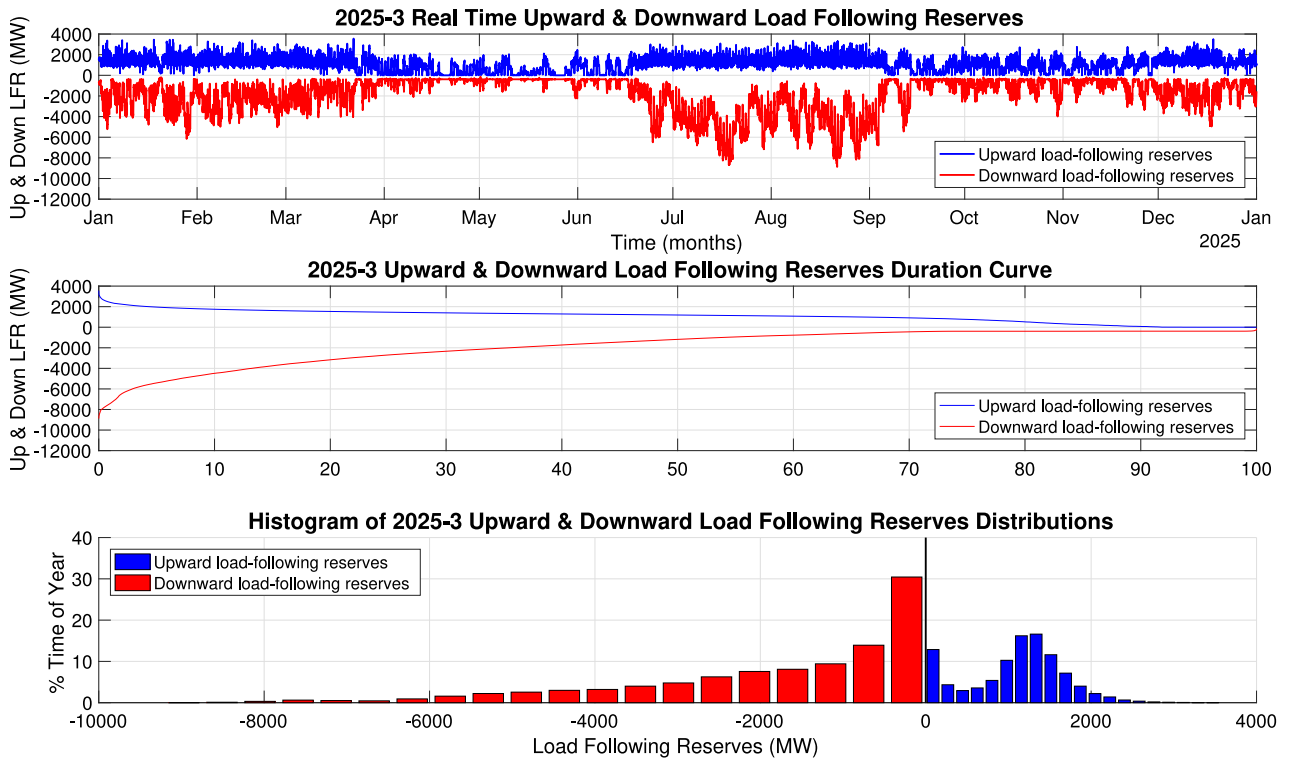 2025-3 Real Time Upward & Downward Load Following Reserves
Up & Down LFR (MW)
4000
2000
0
-2000
-4000
-6000
-8000
-10000
-12000
Upward load-following reserves
Downward load-following reserves
Jan Feb Mar Apr May Jun Jul Aug Sep Oct Nov Dec Jan
Time (months)
2025
2025-3 Upward & Downward Load Following Reserves Duration Curve
Up & Down LFR (MW)
4000
2000
0
-2000
-4000
-6000
-8000
-10000
-12000
Upward load-following reserves
Downward load-following reserves
0 10 20 30 40 50 60 70 80 90 100
Histogram of 2025-3 Upward & Downward Load Following Reserves Distributions
% Time of Year
40
30
20
10
0
Upward load-following reserves
Downward load-following reserves
-10000 -8000 -6000 -4000 -2000 0 2000 4000
Load Following Reserves (MW)